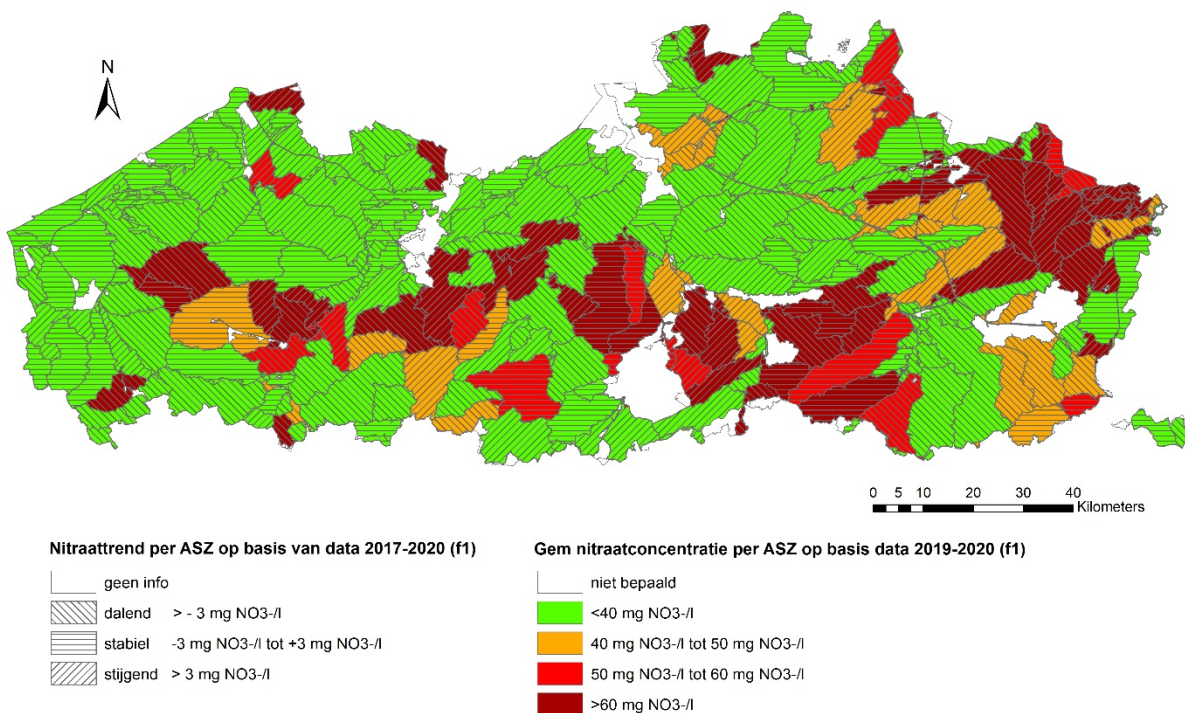 N
0 5 10 20 30 40
Kilometers
Nitraattrend per ASZ op basis van data 2017-2020 (f1)
geen info
dalend > - 3 mg NO3-/l
stabiel -3 mg NO3-/l tot +3 mg NO3-/l
stijgend > 3 mg NO3-/l
Gem nitraatconcentratie per ASZ op basis data 2019-2020 (f1)
niet bepaald
<40 mg NO3-/l
40 mg NO3-/l tot 50 mg NO3-/l
50 mg NO3-/l tot 60 mg NO3-/l
>60 mg NO3-/l